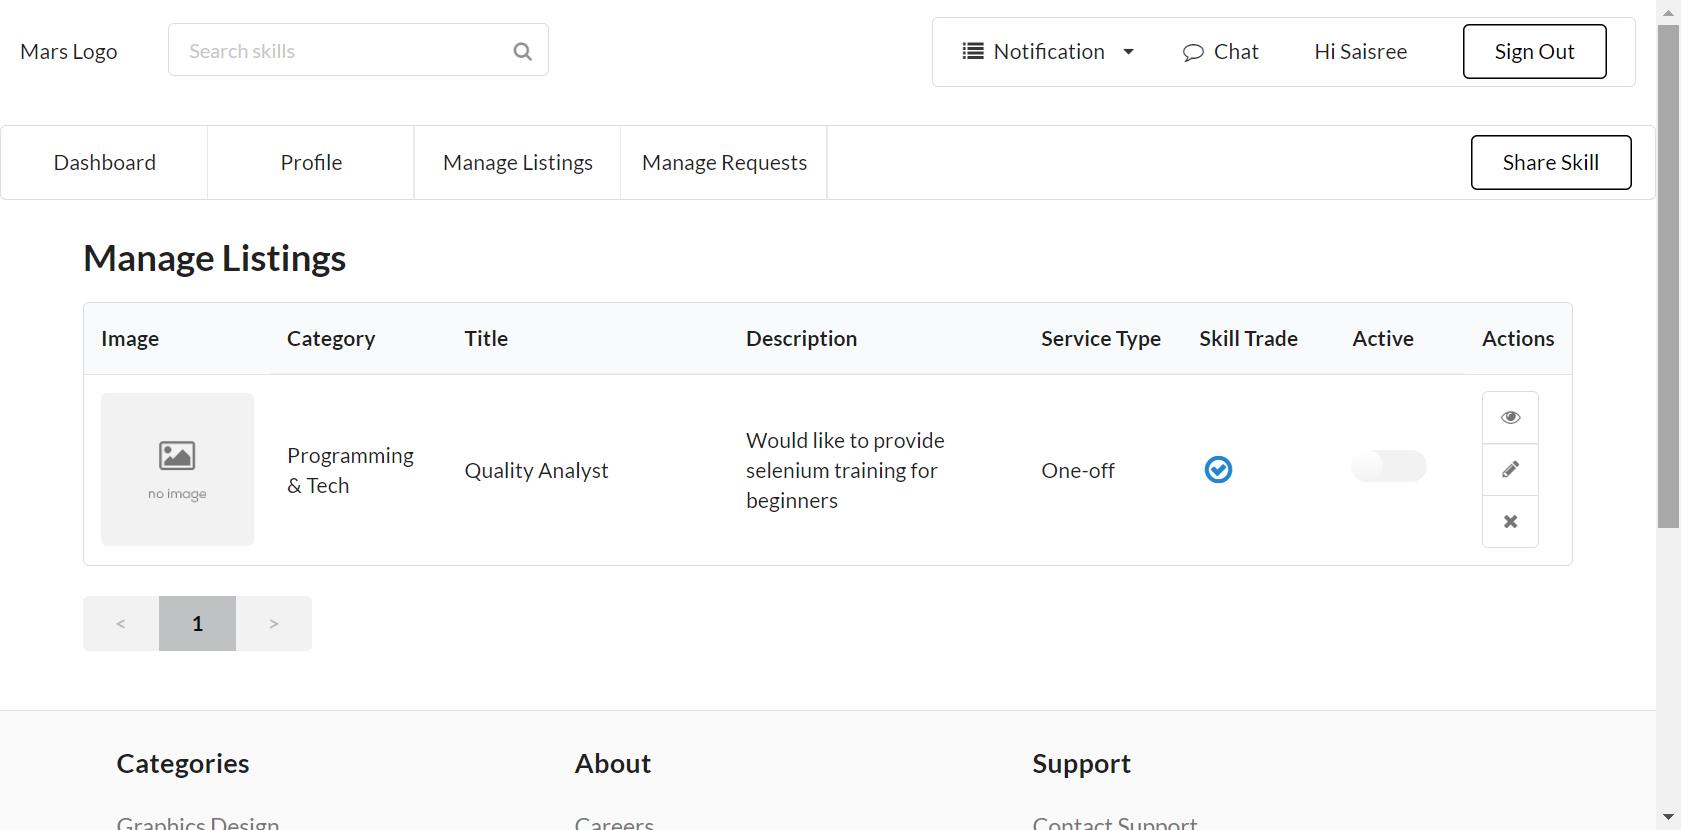 Mars Logo
Search skills
Notification
Chat
Hi Saisree
Sign Out
Dashboard
Profile
Manage Listings
Manage Requests
Share Skill
Manage Listings
Image
Category
Title
Description
Service Type
Skill Trade
Active
Actions
no image
Programming
& Tech
Quality Analyst
Would like to provide
selenium training for
beginners
One-off
<
1
>
Categories
About
Support
Graphics Design
Careers
Contact Support